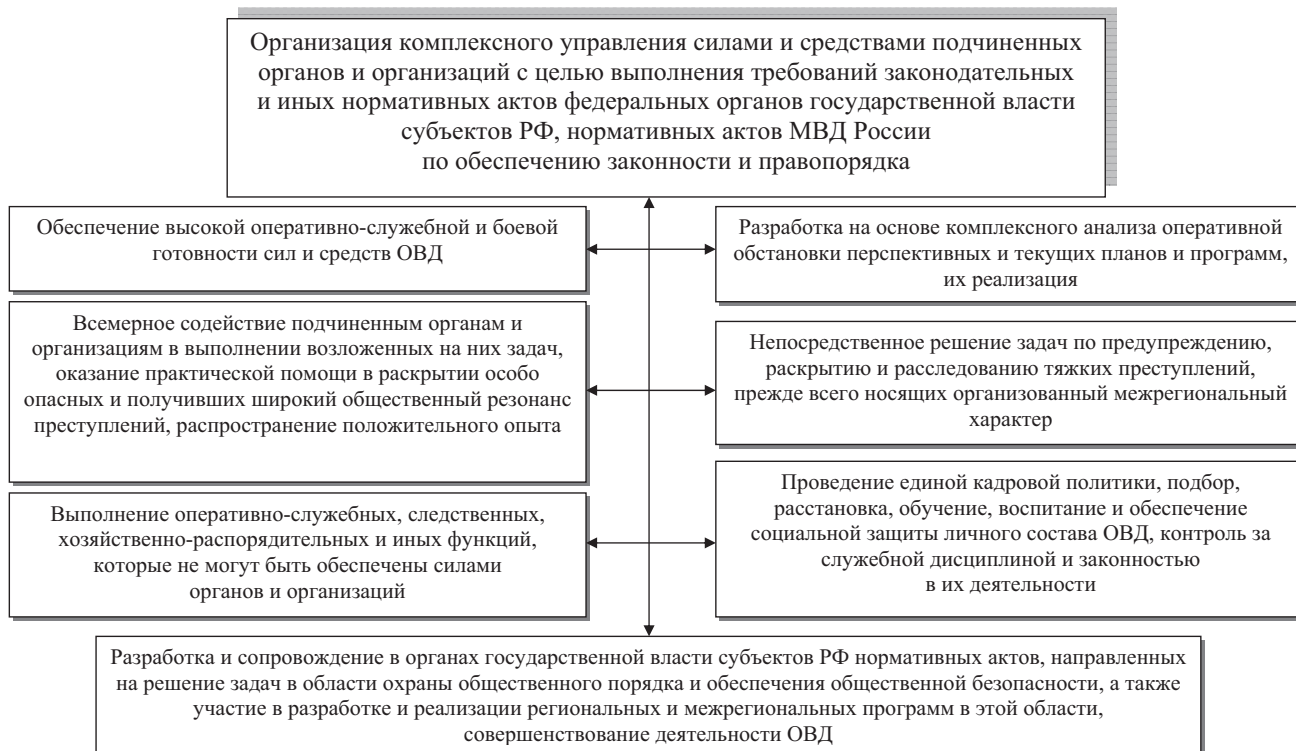 Организация комплексного управления силами и средствами подчиненных
органов и организаций с целью выполнения требований законодательных
и иных нормативных актов федеральных органов государственной власти
субъектов РФ, нормативных актов МВД России
по обеспечению законности и правопорядка
Обеспечение высокой оперативно-служебной и боевой
готовности сил и средств ОВД
Разработка на основе комплексного анализа оперативной
обстановки перспективных и текущих планов и программ,
их реализация
Всемерное содействие подчиненным органам и
организациям в выполнении возложенных на них задач,
оказание практической помощи в раскрытии особо
опасных и получивших широкий общественный резонанс
преступлений, распространение положительного опыта
Непосредственное решение задач по предупреждению,
раскрытию и расследованию тяжких преступлений,
прежде всего носящих организованный межрегиональный
характер
Выполнение оперативно-служебных, следственных,
хозяйственно-распорядительных и иных функций,
которые не могут быть обеспечены силами
органов и организаций
Проведение единой кадровой политики, подбор,
расстановка, обучение, воспитание и обеспечение
социальной защиты личного состава ОВД, контроль за
служебной дисциплиной и законностью
в их деятельности
Разработка и сопровождение в органах государственной власти субъектов РФ нормативных актов, направленных
на решение задач в области охраны общественного порядка и обеспечения общественной безопасности, а также
участие в разработке и реализации региональных и межрегиональных программ в этой области,
совершенствование деятельности ОВД